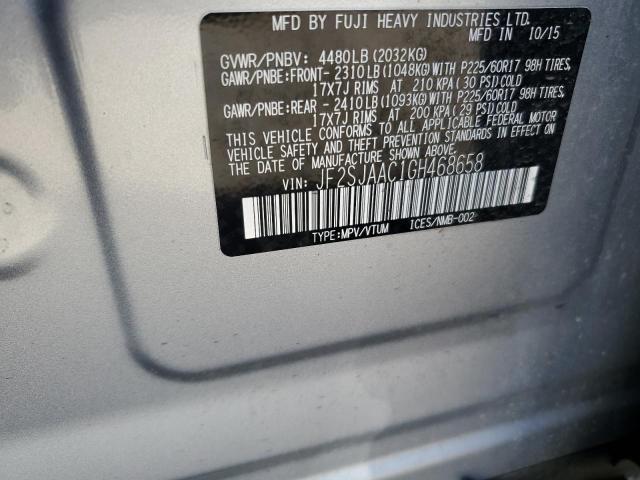 MFD BY FUJI HEAVY INDUSTRIES LTD.
MFD IN 10/15
GVWR/PNBV: 4480LB (2032KG)
GAWR/PNBE:FRONT- 2310LB (1048KG)WITH P225/60R17 98H TIRES,
17X7J RIMS AT 210 KPA( 30 PSI)COLD
GAWR/PNBE:REAR - 2410LB (1093KG)WITH P225/60R17 98H TIRES,
17X7J RIMS AT 200 KPA( 29 PSI)COLD
THIS VEHICLE CONFORMS TO ALL APPLICABLE FEDERAL MOTOR
VEHICLE SAFETY AND THEFT PREVENTION STANDARDS IN EFFECT ON
THE DATE OF MANUFACTURE SHOWN ABOVE.
VIN: JF2SJAAC1GH468658
TYPE:MPV/VTUM ICES/NMB-002